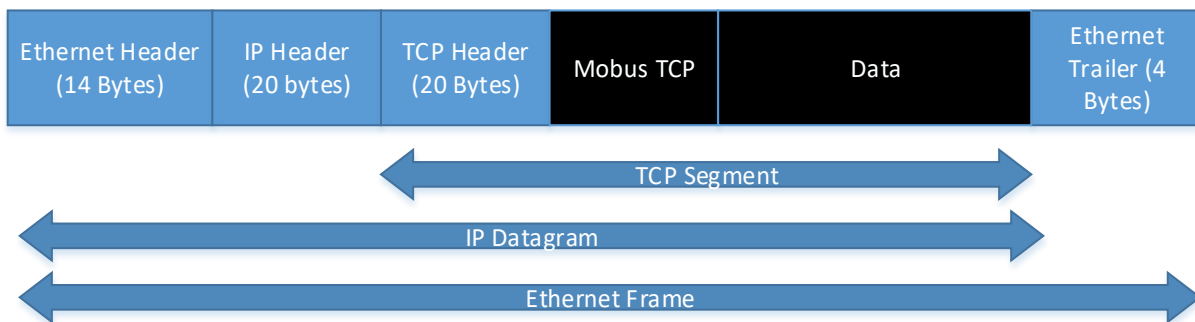 Ethernet Header
(14 Bytes)
IP Header
(20 bytes)
TCP Header
(20 Bytes)
Mobus TCP
Data
Ethernet
Trailer (4
Bytes)
TCP Segment
IP Datagram
Ethernet Frame